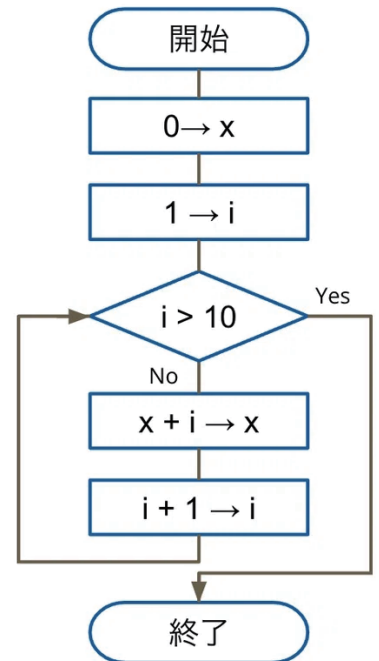 開始
0→ x
1 → i
i > 10
Yes
No
x + i → x
i + 1 → i
終了